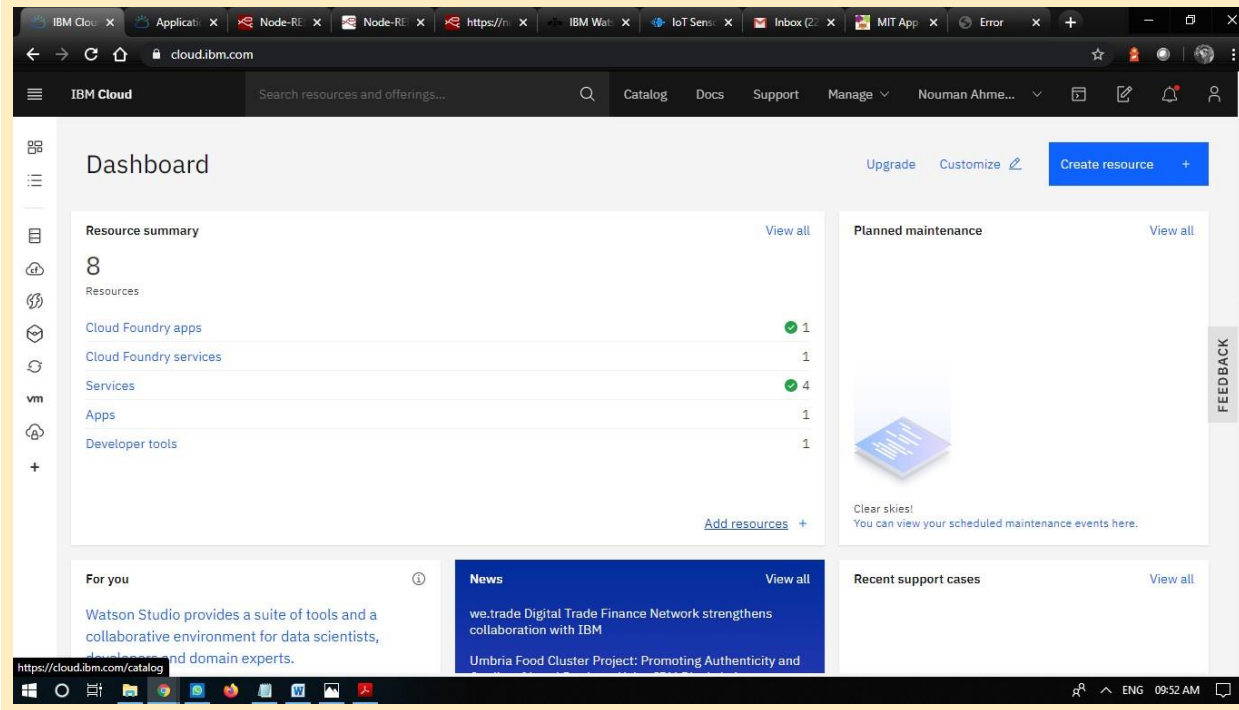 IBM Clou Applicatic Node-RE Node-RE https://n IBM Wat IoT Senso Inbox (22 MIT App Error
cloud.ibm.com
IBM Cloud Search resources and offerings... Catalog Docs Support Manage Nouman Ahme...
Dashboard
Upgrade Customize Create resource +
Resource summary View all
8
Resources
Cloud Foundry apps 1
Cloud Foundry services 1
Services 4
Apps 1
Developer tools 1
Add resources +
Planned maintenance View all
Clear skies!
You can view your scheduled maintenance events here.
FEEDBACK
cf
vm
For you
Watson Studio provides a suite of tools and a
collaborative environment for data scientists,
developers and domain experts.
News View all
we.trade Digital Trade Finance Network strengthens
collaboration with IBM
Umbria Food Cluster Project: Promoting Authenticity and
Recent support cases View all
https://cloud.ibm.com/catalog
ENG 09:52 AM